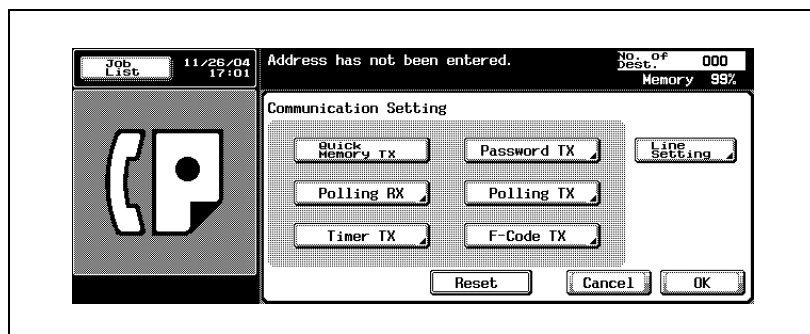 Job
List
11/26/04
17:01
Address has not been entered.
No. of
Dest.
000
Memory 99%
Communication Setting
Quick
Memory TX
Password TX
Line
Setting
Polling RX
Polling TX
Timer TX
F-Code TX
Reset
Cancel
OK